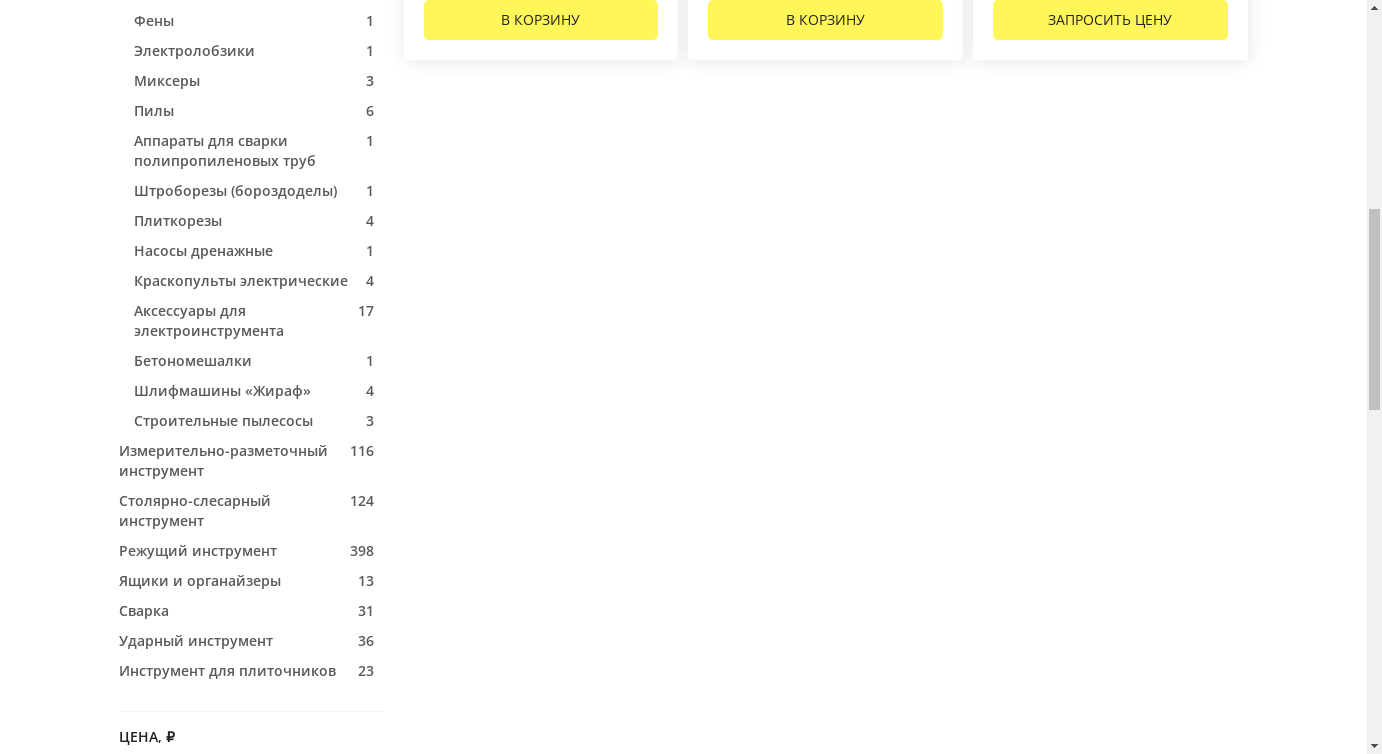 Фены 1
Электролобзики 1
Миксеры 3
Пилы 6
Аппараты для сварки 1
полипропиленовых труб
Штроборезы (бороздоделы) 1
Плиткорезы 4
Насосы дренажные 1
Краскопульты электрические 4
Аксессуары для 17
электроинструмента
Бетономешалки 1
Шлифмашины «Жираф» 4
Строительные пылесосы 3
Измерительно-разметочный 116
инструмент
Столярно-слесарный 124
инструмент
Режущий инструмент 398
Ящики и органайзеры 13
Сварка 31
Ударный инструмент 36
Инструмент для плиточников 23
ЦЕНА, ₽
В КОРЗИНУ
В КОРЗИНУ
ЗАПРОСИТЬ ЦЕНУ